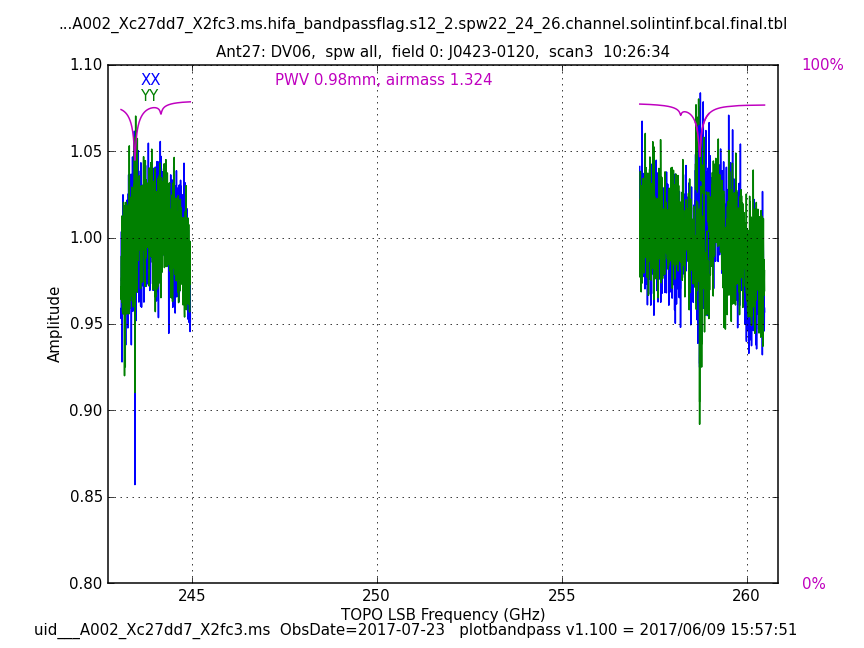 ...A002_Xc27dd7_X2fc3.ms.hifa_bandpassflag.s12_2.spw22_24_26.channel.solintinf.bcal.final.tbl
Ant27: DV06,  spw all,  field 0: J0423-0120,  scan3  10:26:34
1.10
XX
YY
PWV 0.98mm, airmass 1.324
100%
1.05
1.00
0.95
0.90
0.85
0.80
Amplitude
0%
245
250
255
260
TOPO LSB Frequency (GHz)
uid___A002_Xc27dd7_X2fc3.ms  ObsDate=2017-07-23   plotbandpass v1.100 = 2017/06/09 15:57:51